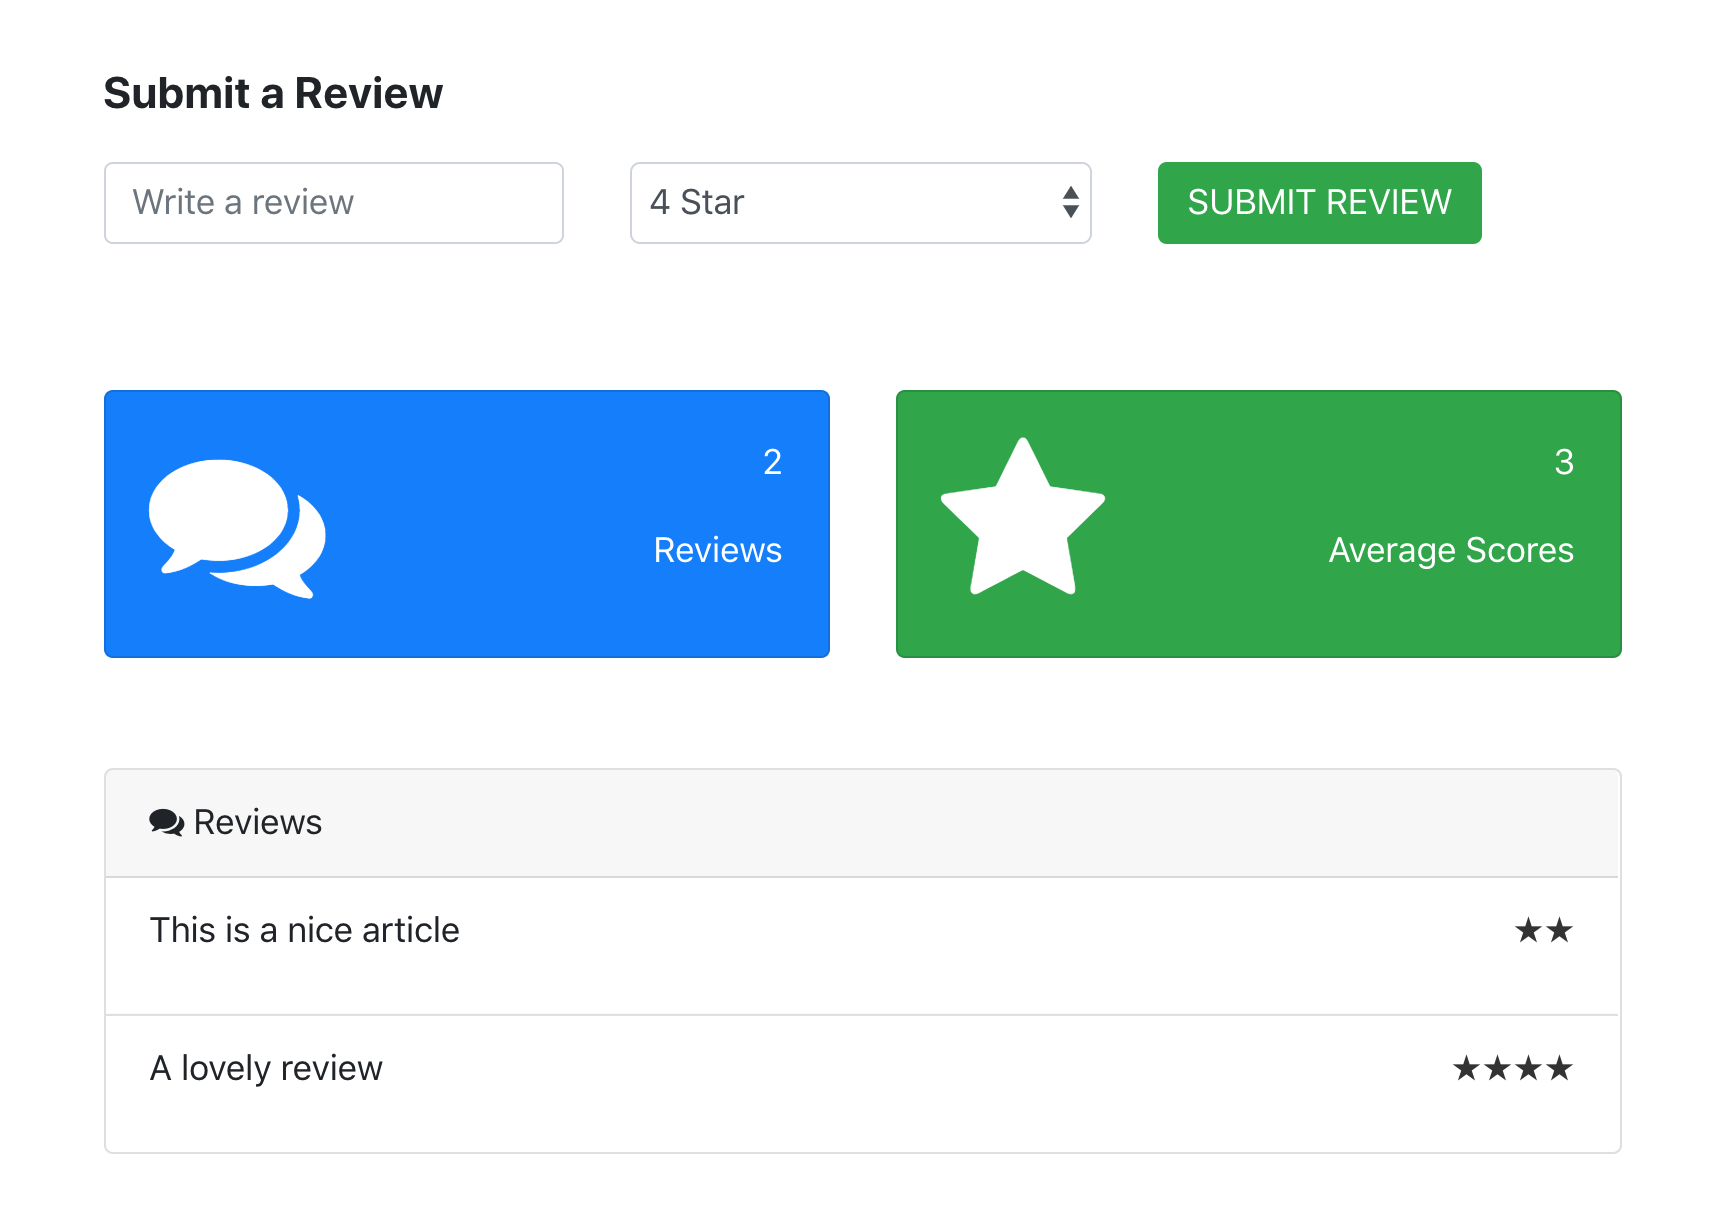 Submit a Review
Write a review
4 Star
SUBMIT REVIEW
2
Reviews
3
Average Scores
Reviews
This is a nice article ★★
A lovely review ★★★★